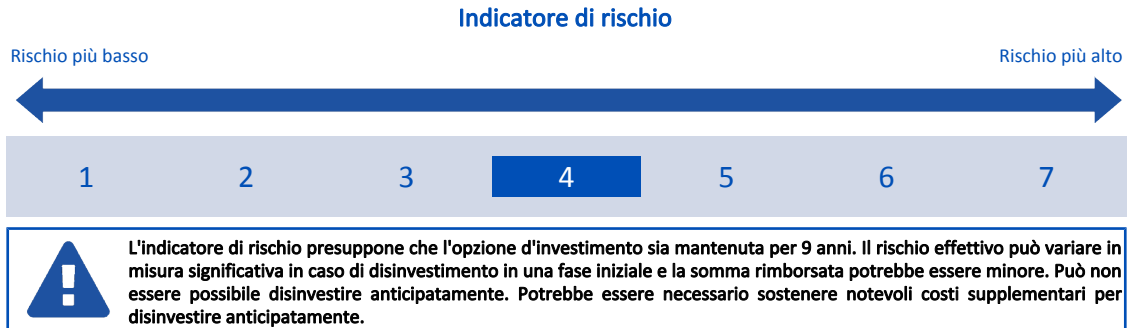 Indicatore di rischio
Rischio più basso
Rischio più alto
1 2 3 4 5 6 7
L'indicatore di rischio presuppone che l'opzione d'investimento sia mantenuta per 9 anni. Il rischio effettivo può variare in
misura significativa in caso di disinvestimento in una fase iniziale e la somma rimborsata potrebbe essere minore. Può non
essere possibile disinvestire anticipatamente. Potrebbe essere necessario sostenere notevoli costi supplementari per
disinvestire anticipatamente.